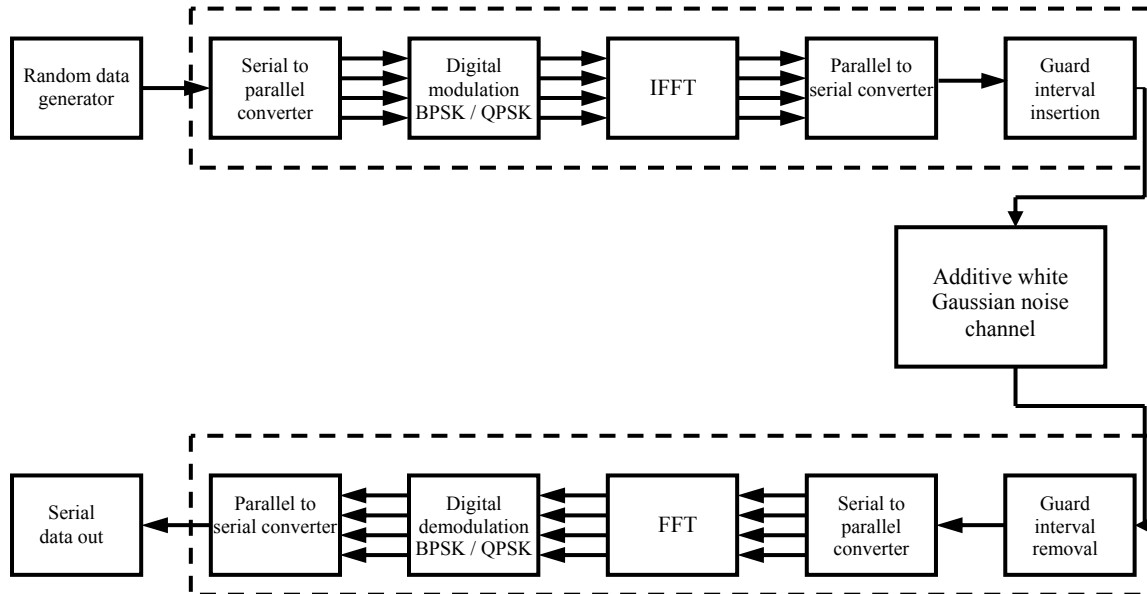 Random data
generator
Serial to
parallel
converter
Digital
modulation
BPSK / QPSK
IFFT
Parallel to
serial converter
Guard
interval
insertion
Additive white
Gaussian noise
channel
Serial
data out
Parallel to
serial converter
Digital
demodulation
BPSK / QPSK
FFT
Serial to
parallel
converter
Guard
interval
removal